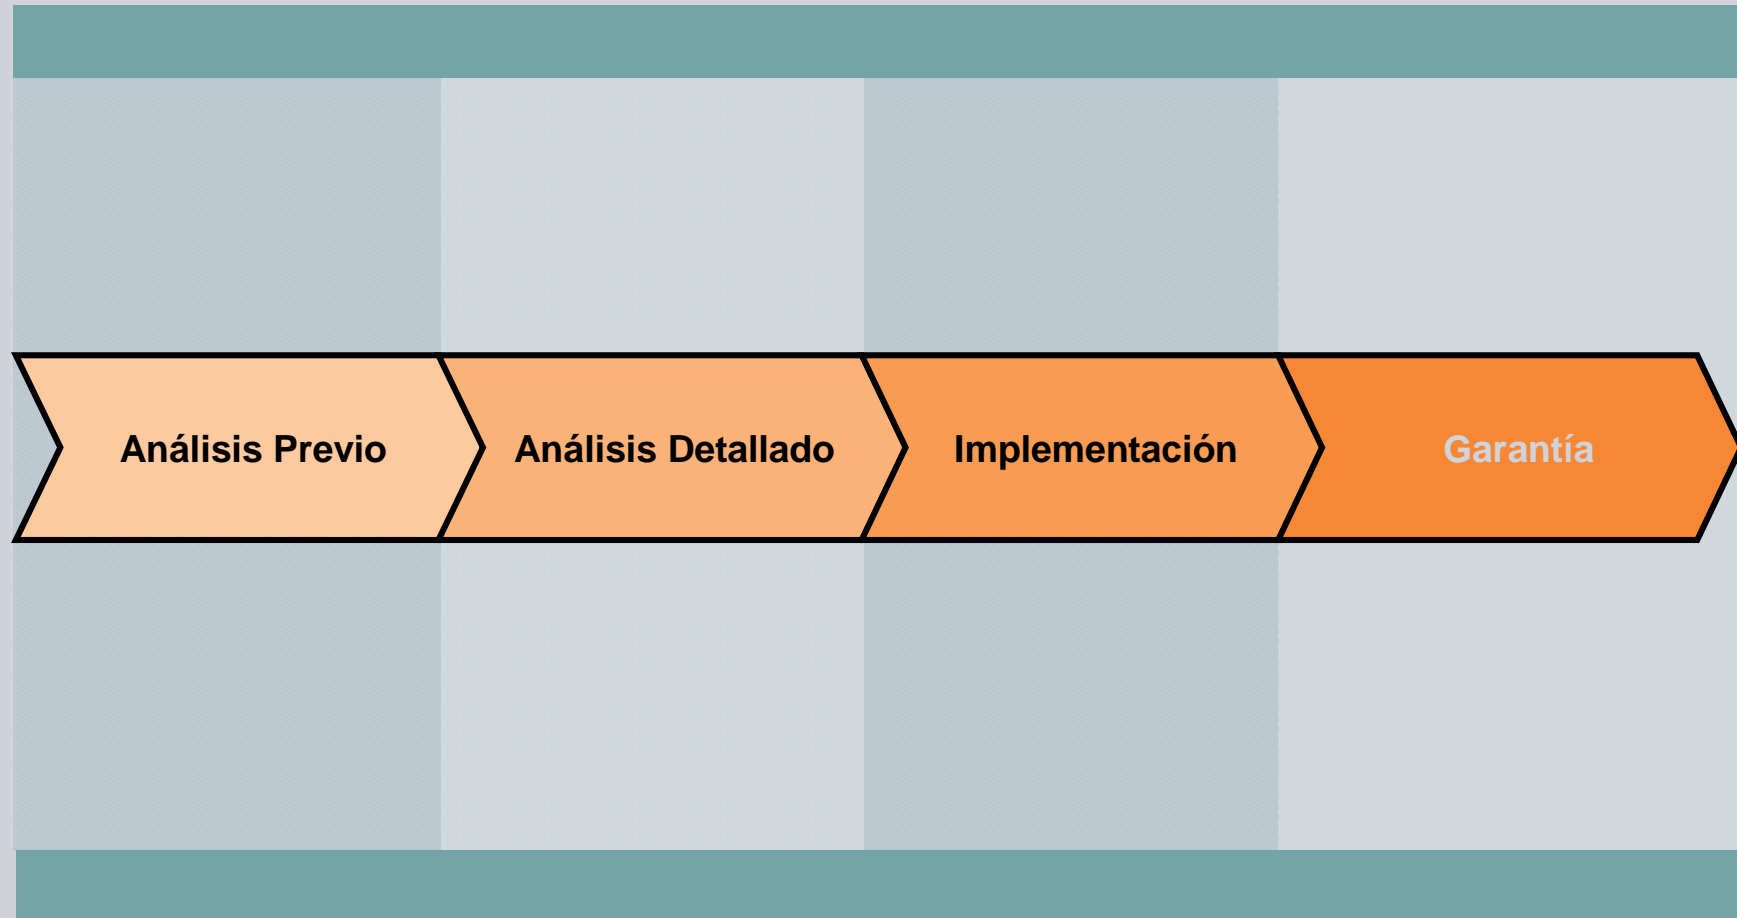 Análisis Previo
Análisis Detallado
Implementación
Garantía